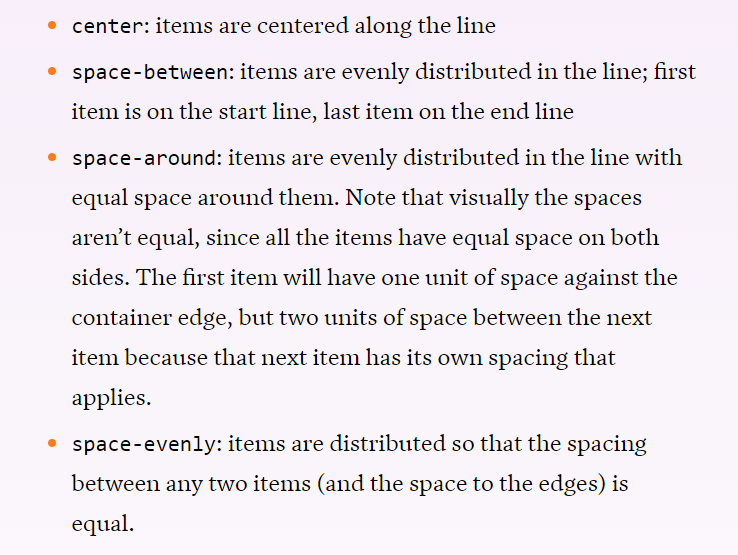 center: items are centered along the line
space-between: items are evenly distributed in the line; first
item is on the start line, last item on the end line
space-around: items are evenly distributed in the line with
equal space around them. Note that visually the spaces
aren’t equal, since all the items have equal space on both
sides. The first item will have one unit of space against the
container edge, but two units of space between the next
item because that next item has its own spacing that
applies.
space-evenly: items are distributed so that the spacing
between any two items (and the space to the edges) is
equal.